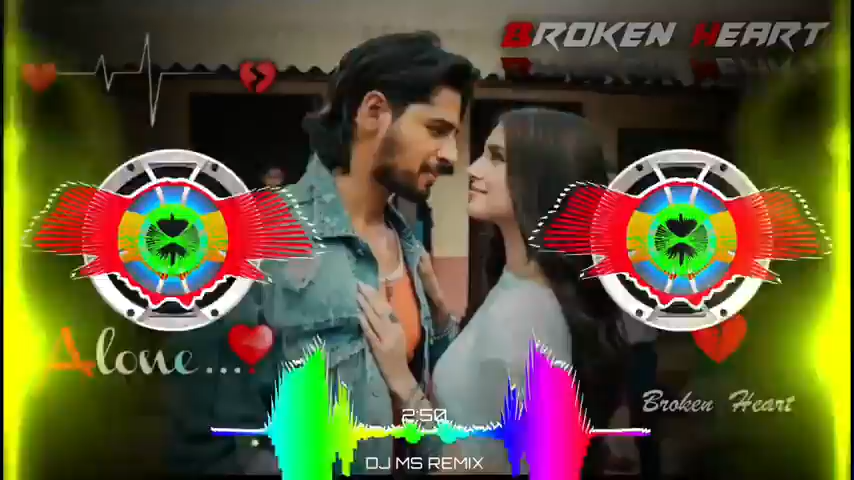 BROKEN HEART
Alone....
Broken Heart
2:50
DJ MS REMIX